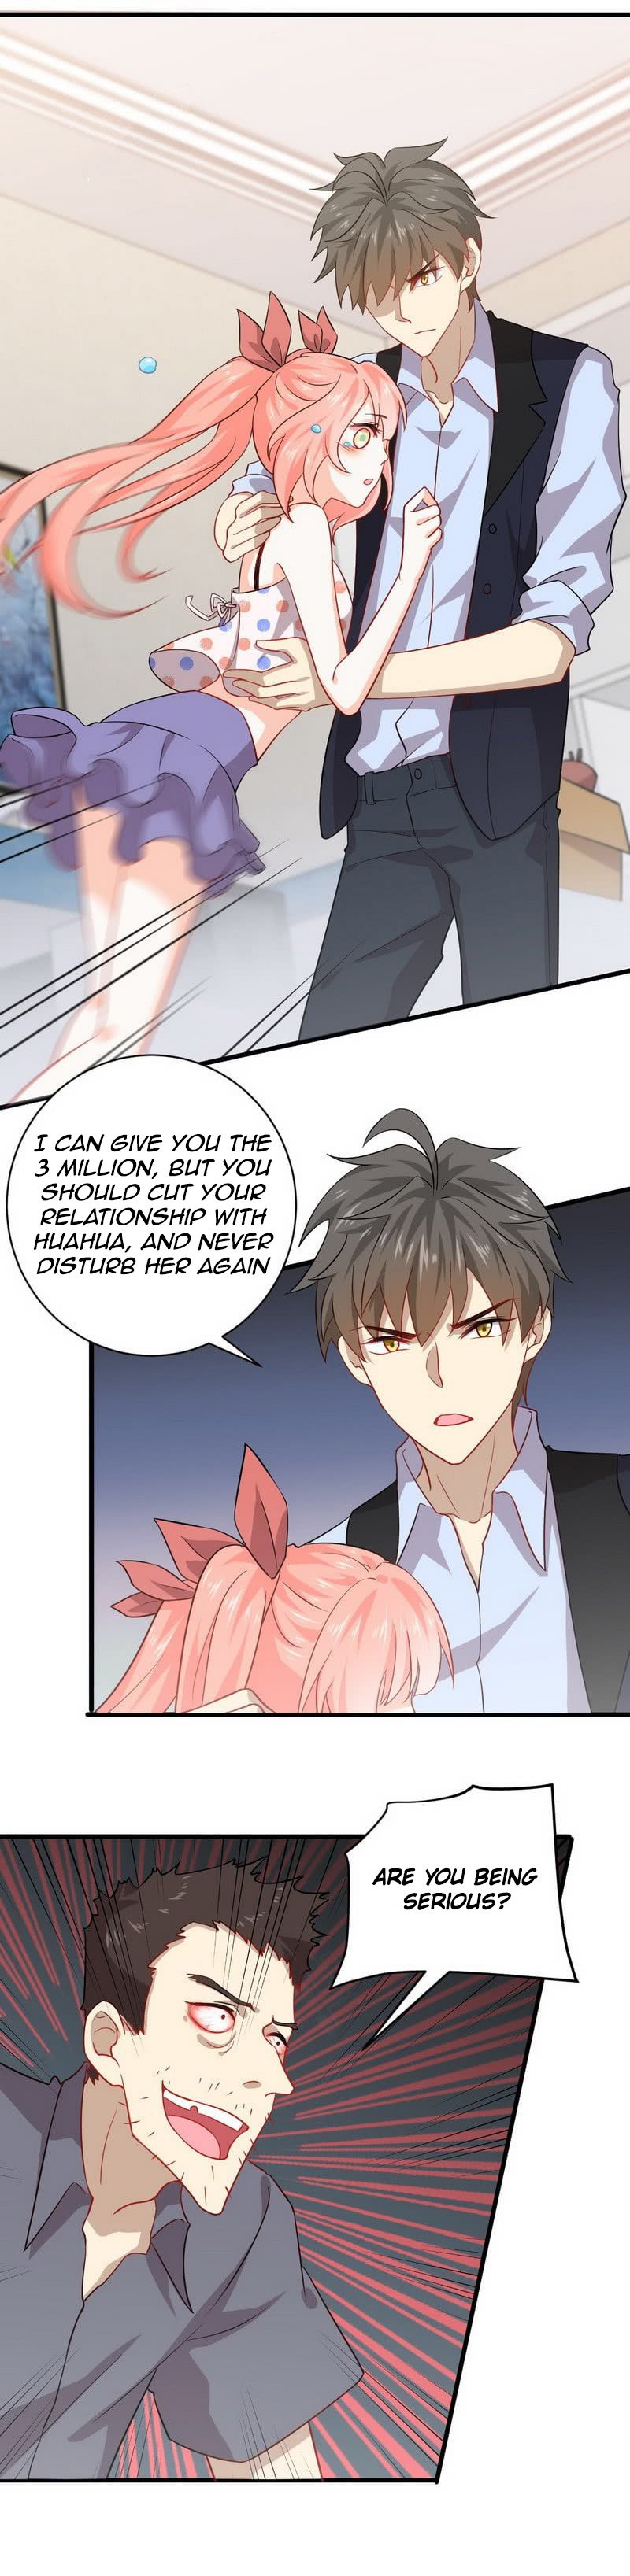 I CAN GIVE YOU THE
3 MILLION, BUT YOU
SHOULD CUT YOUR
RELATIONSHIP WITH
HUAHUA, AND NEVER
DISTURB HER AGAIN
ARE YOU BEING
SERIOUS?